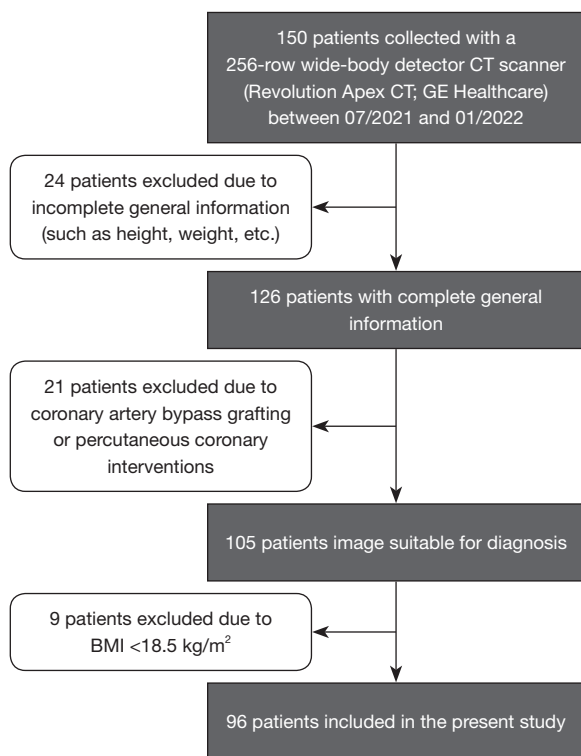 150 patients collected with a
256-row wide-body detector CT scanner
(Revolution Apex CT; GE Healthcare)
between 07/2021 and 01/2022
24 patients excluded due to
incomplete general information
(such as height, weight, etc.)
126 patients with complete general
information
21 patients excluded due to
coronary artery bypass grafting
or percutaneous coronary
interventions
105 patients image suitable for diagnosis
9 patients excluded due to
BMI <18.5 kg/m²
96 patients included in the present study